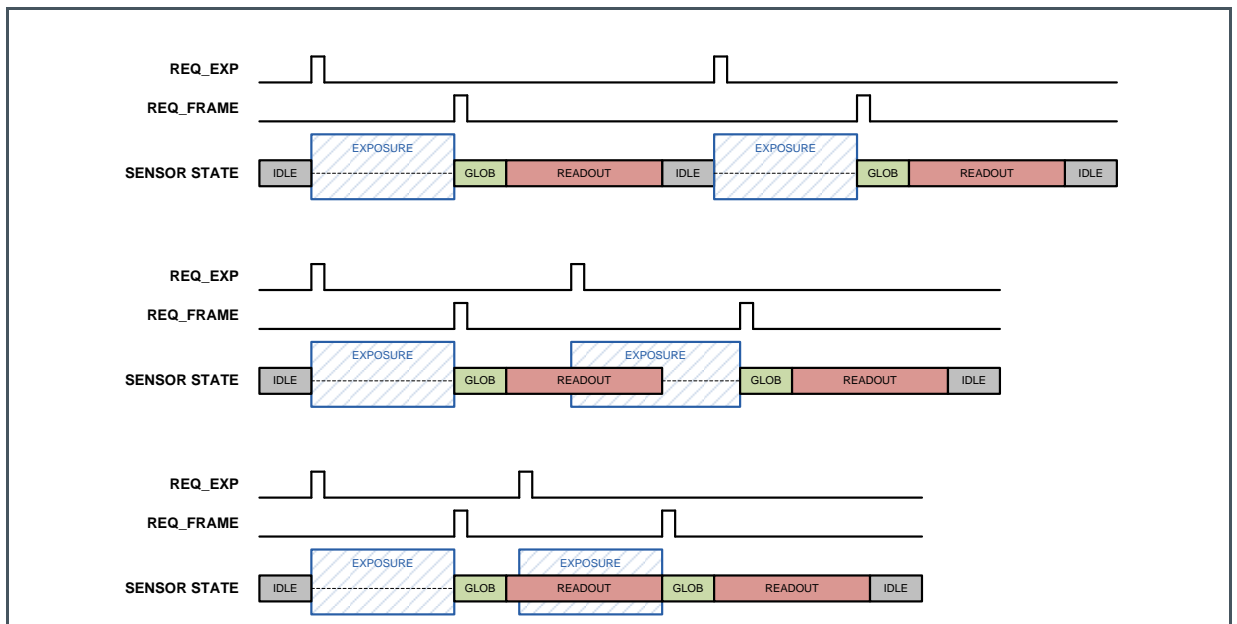 REQ_EXP
REQ_FRAME
EXPOSURE EXPOSURE
SENSOR STATE IDLE GLOB READOUT IDLE GLOB READOUT IDLE
REQ_EXP
REQ_FRAME
EXPOSURE EXPOSURE
SENSOR STATE IDLE GLOB READOUT GLOB READOUT IDLE
REQ_EXP
REQ_FRAME
EXPOSURE EXPOSURE
SENSOR STATE IDLE GLOB READOUT GLOB READOUT IDLE